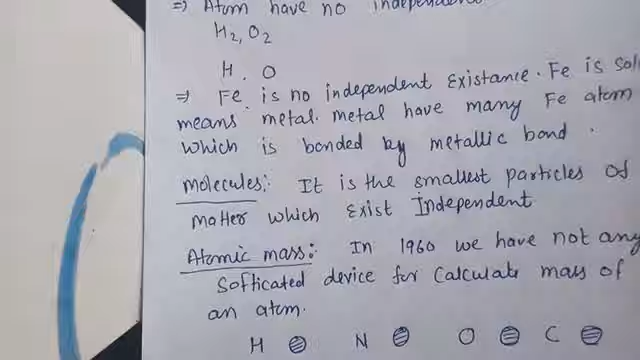 ⇒ Atom have no independence
H2, O2
H. O
⇒ Fe. is no independent Existance. Fe is
means metal. metal have many Fe atom
which is bonded by metallic bond.
Molecules:- It is the smallest particles of
matter which Exist Independent
Atomic mass:- In 1960 we have not any
Softicated device for Calculate mass of
an atom.
H N O C